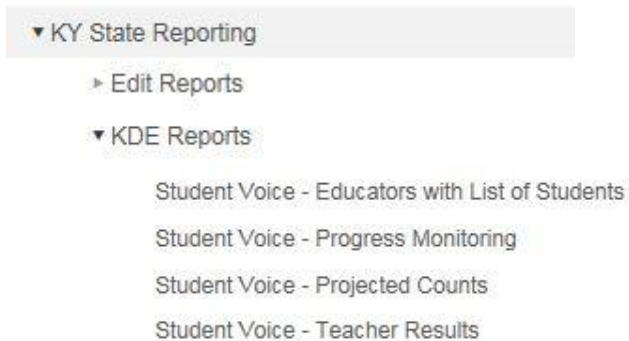 KY State Reporting
Edit Reports
KDE Reports
Student Voice - Educators with List of Students
Student Voice - Progress Monitoring
Student Voice - Projected Counts
Student Voice - Teacher Results